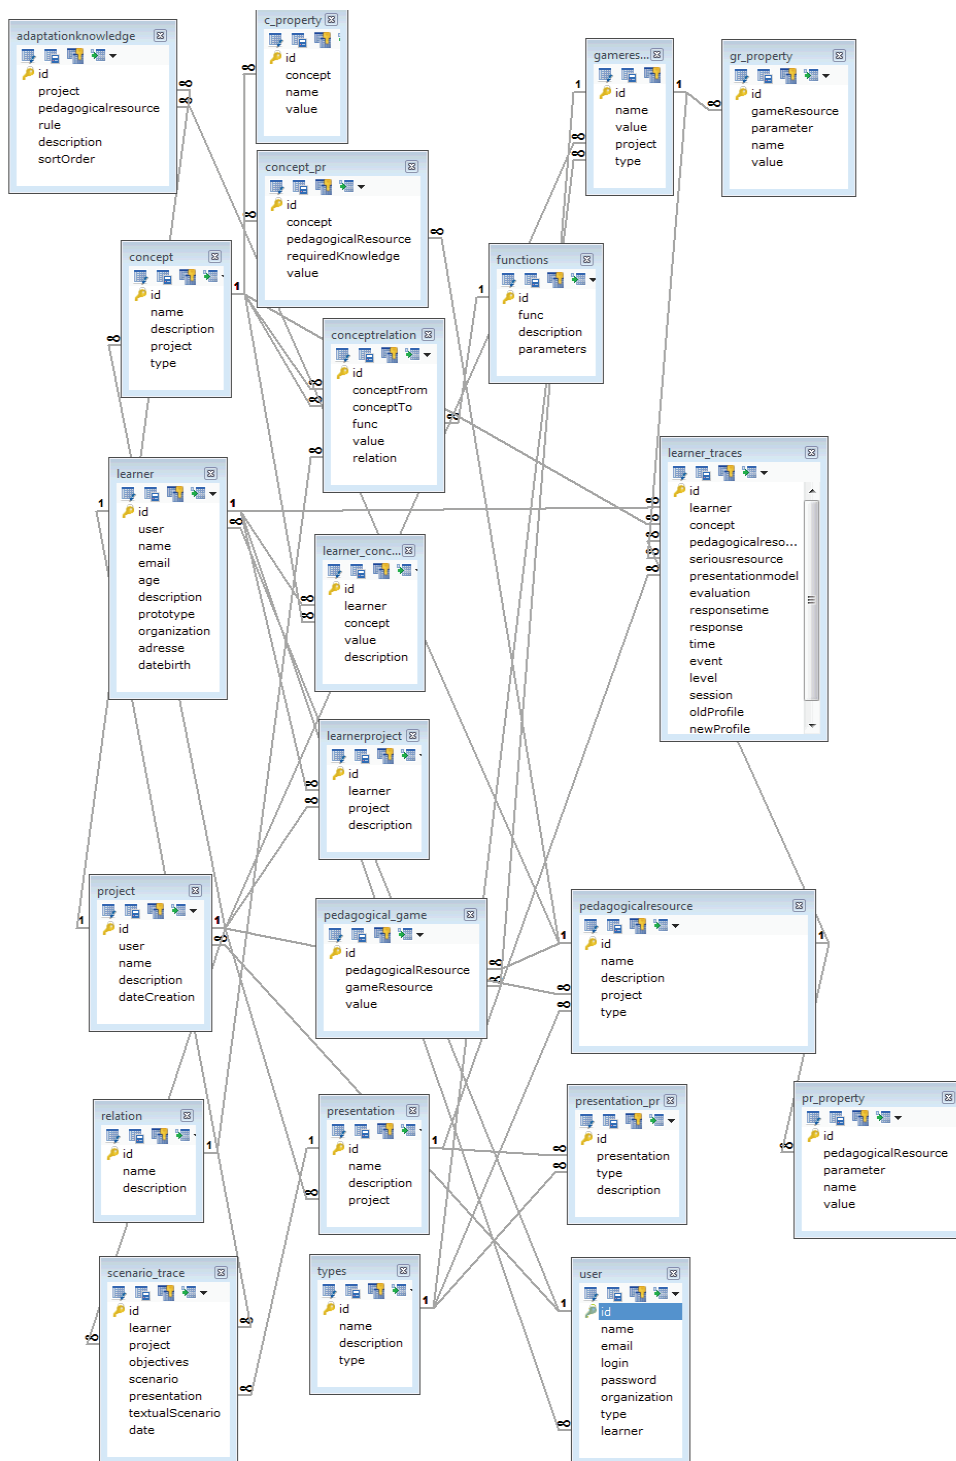 adaptationknowledge
id
project
pedagogicalresource
rule
description
sortOrder
c_property
id
concept
name
value
gameres...
id
name
value
project
type
gr_property
id
gameResource
parameter
name
value
concept_pr
id
concept
pedagogicalResource
requiredKnowledge
value
concept
id
name
description
project
type
functions
id
func
description
parameters
conceptrelation
id
conceptFrom
conceptTo
func
value
relation
learner_traces
id
learner
concept
pedagogicalreso...
seriousresource
presentationmodel
evaluation
responsetime
response
time
event
level
session
oldProfile
newProfile
learner
id
user
name
email
age
description
prototype
organization
adresse
datebirth
learner_conc...
id
learner
concept
value
description
learnerproject
id
learner
project
description
project
id
user
name
description
dateCreation
pedagogical_game
id
pedagogicalResource
gameResource
value
pedagogicalresource
id
name
description
project
type
relation
id
name
description
presentation
id
name
description
project
presentation_pr
id
presentation
type
description
pr_property
id
pedagogicalResource
parameter
name
value
scenario_trace
id
learner
project
objectives
scenario
presentation
textualScenario
date
types
id
name
description
type
user
id
name
email
login
password
organization
type
learner